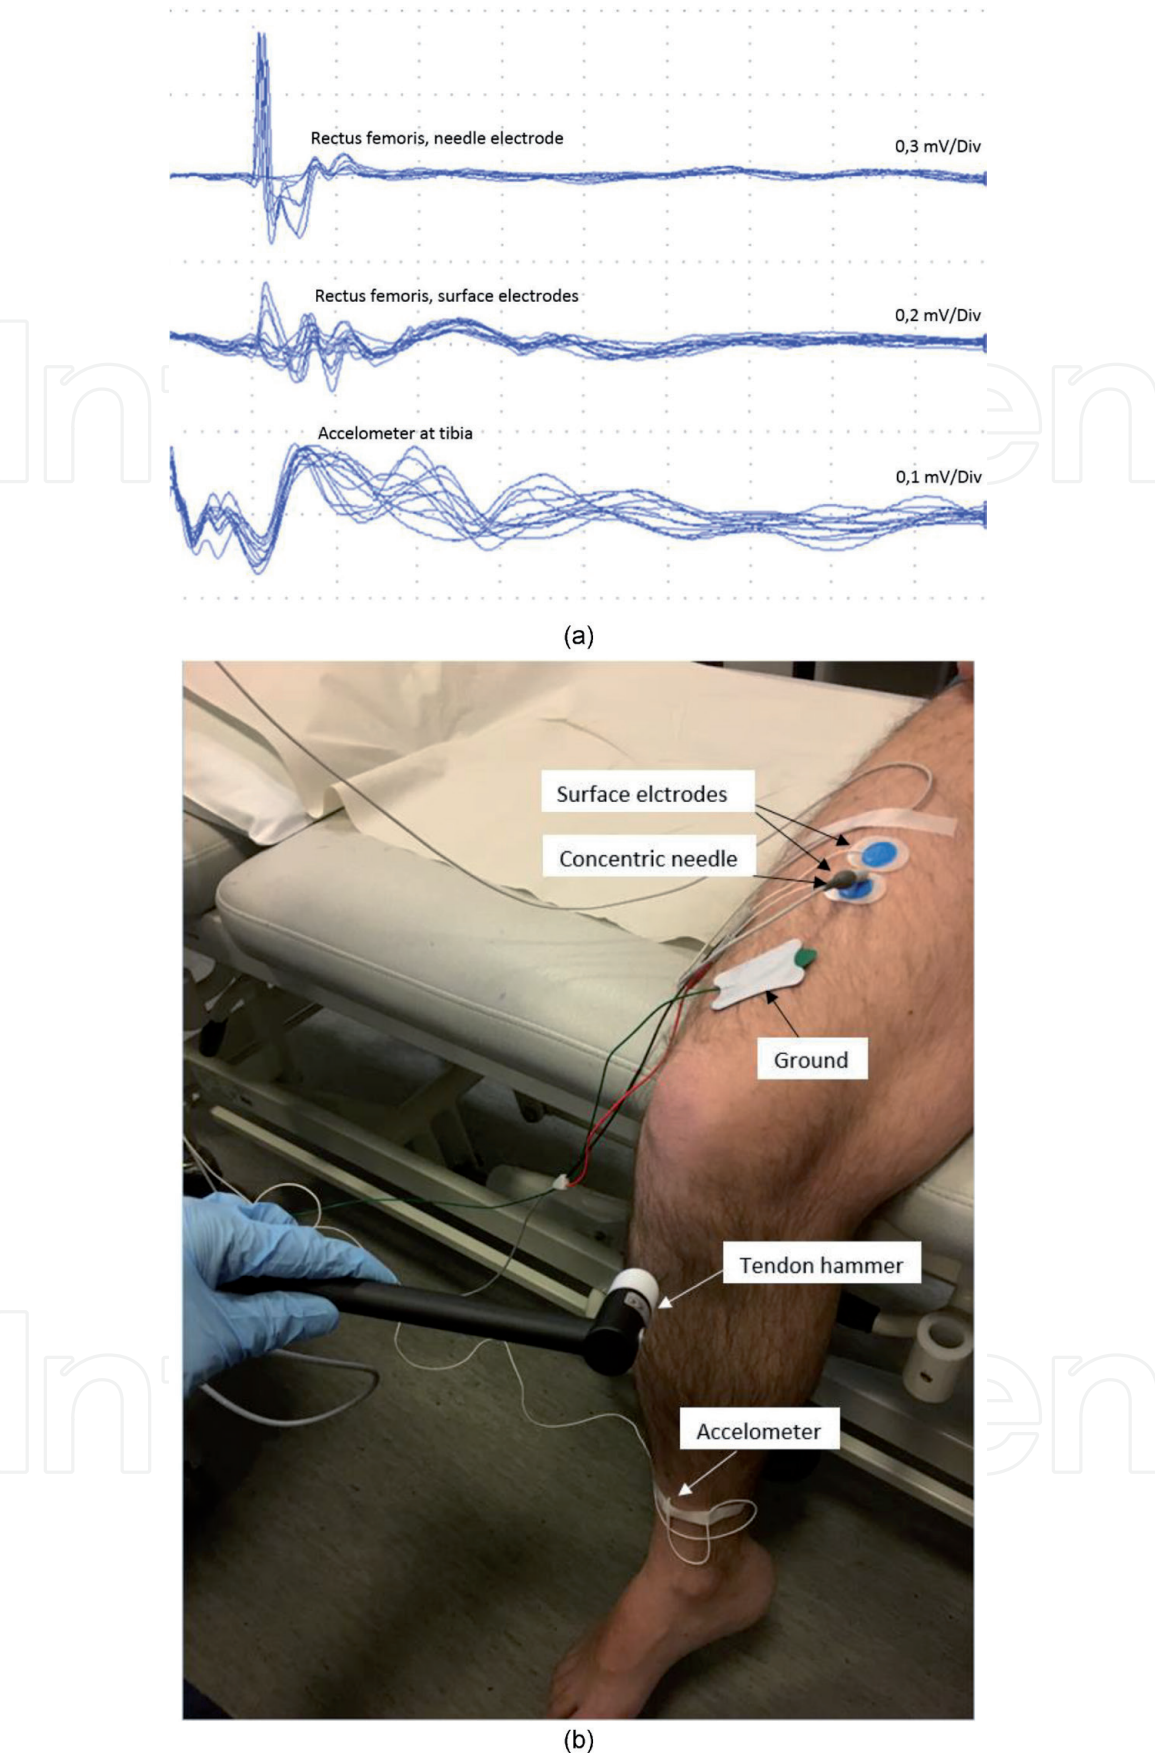 Rectus femoris, needle electrode
0,3 mV/Div
Rectus femoris, surface electrodes
0,2 mV/Div
Accelometer at tibia
0,1 mV/Div
(a)
Surface elctrodes
Concentric needle
Ground
Tendon hammer
Accelometer
(b)